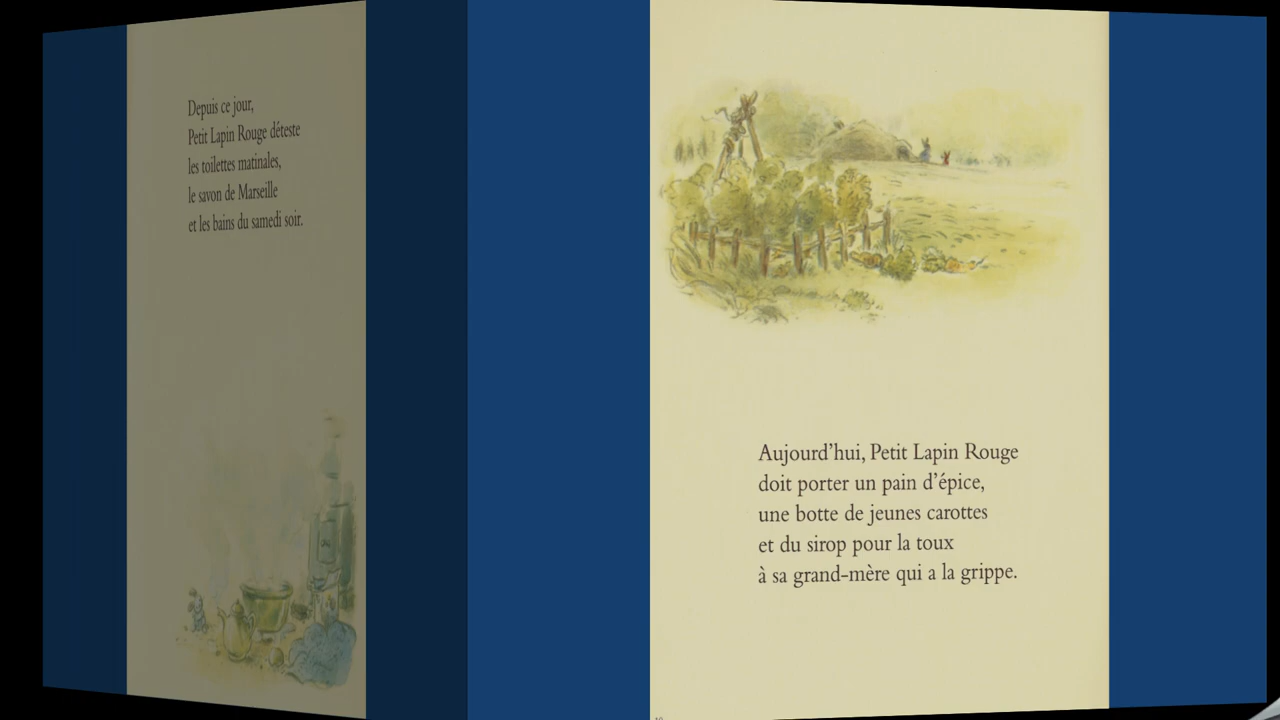 Depuis ce jour,
Petit Lapin Rouge déteste
les toilettes matinales,
le savon de Marseille
et les bains du samedi soir.
Aujourd'hui, Petit Lapin Rouge
doit porter un pain d'épice,
une botte de jeunes carottes
et du sirop pour la toux
à sa grand-mère qui a la grippe.